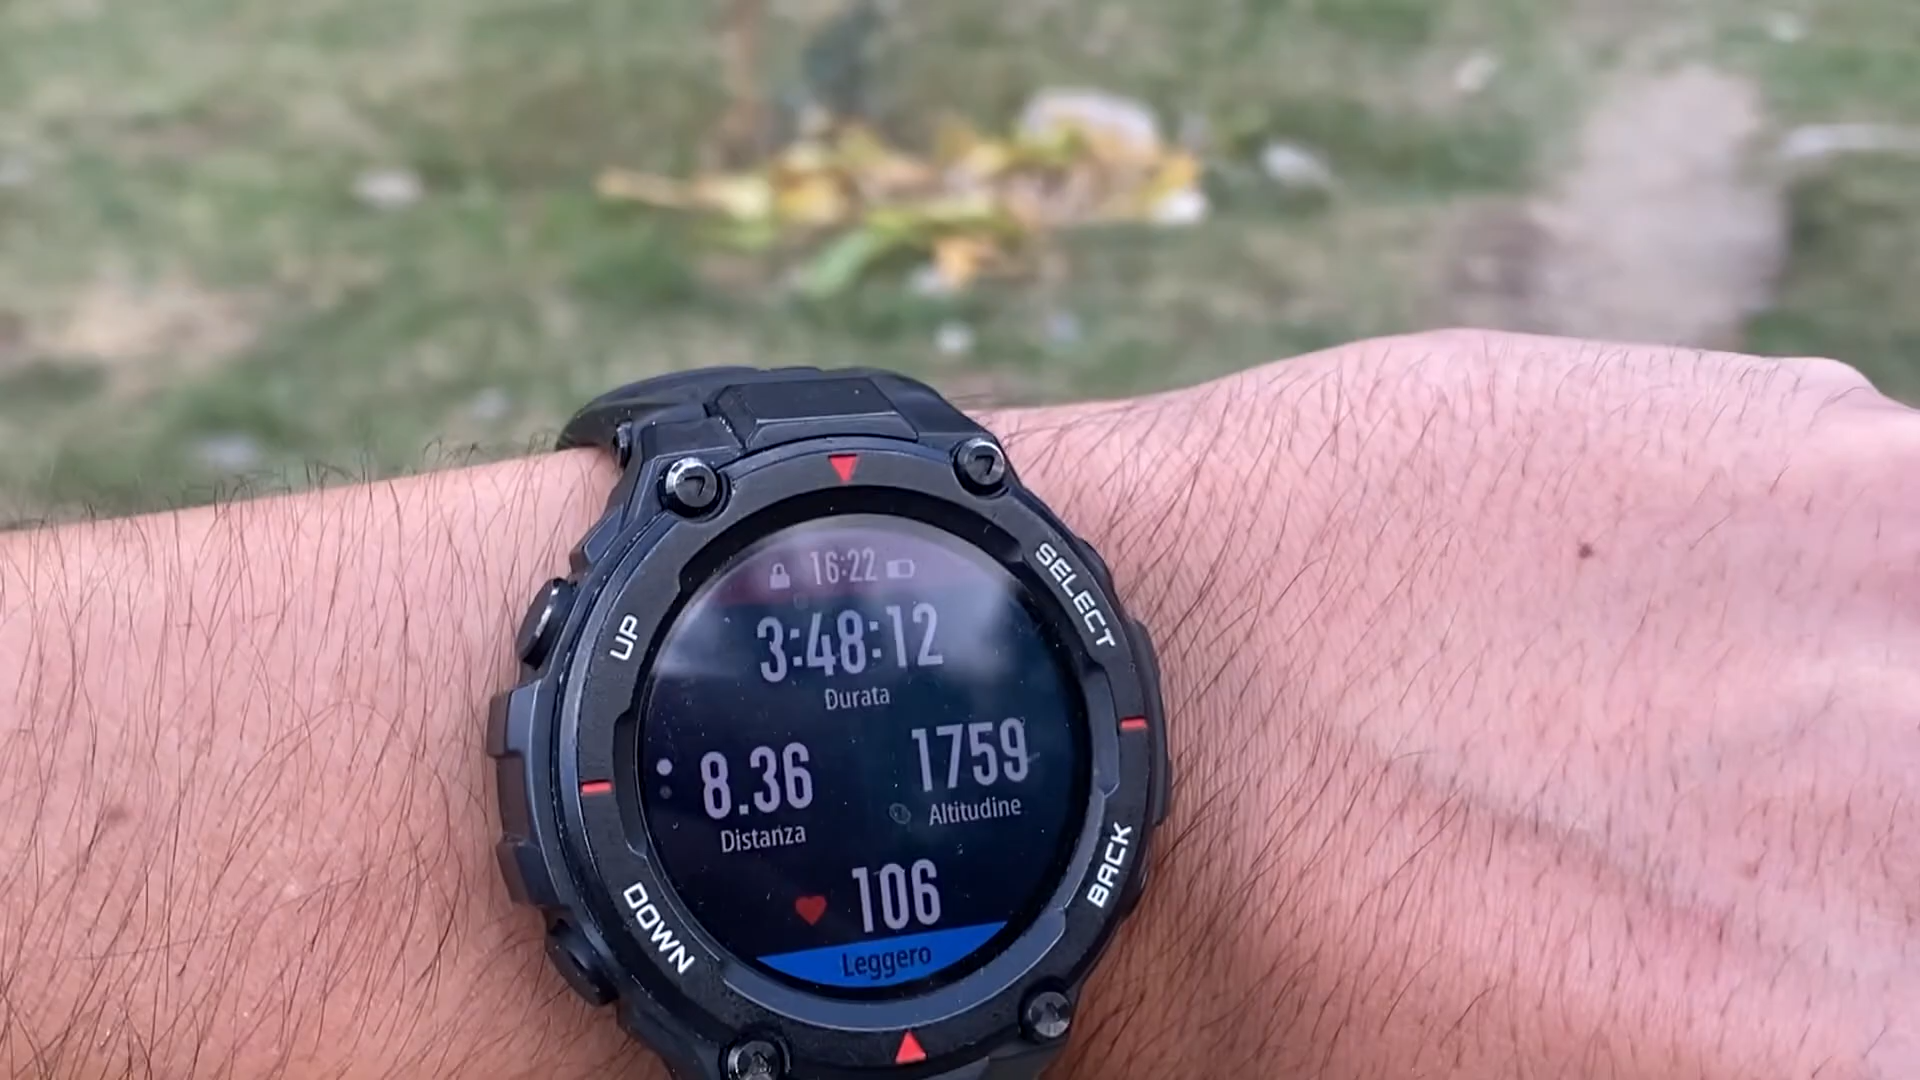 SELECT
UP
16:22
3:48:12
Durata
8.36
1759
Distanza
Altitudine
106
Leggero
DOWN
BACK